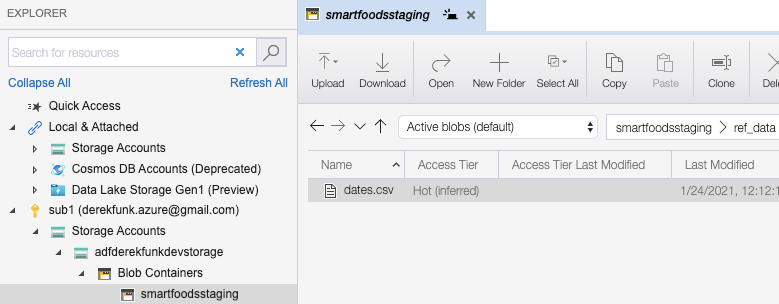 EXPLORER
Search for resources
Collapse All
Refresh All
Quick Access
Local & Attached
Storage Accounts
Cosmos DB Accounts (Deprecated)
Data Lake Storage Gen1 (Preview)
sub1 (derekfunk.azure@gmail.com)
Storage Accounts
adfderekfunkdevstorage
Blob Containers
smartfoodsstaging
smartfoodsstaging
Upload Download Open New Folder Select All Copy Paste Clone Dele
Active blobs (default) smartfoodsstaging ref_data
Name Access Tier Access Tier Last Modified Last Modified
dates.csv Hot (inferred) 1/24/2021, 12:12:1